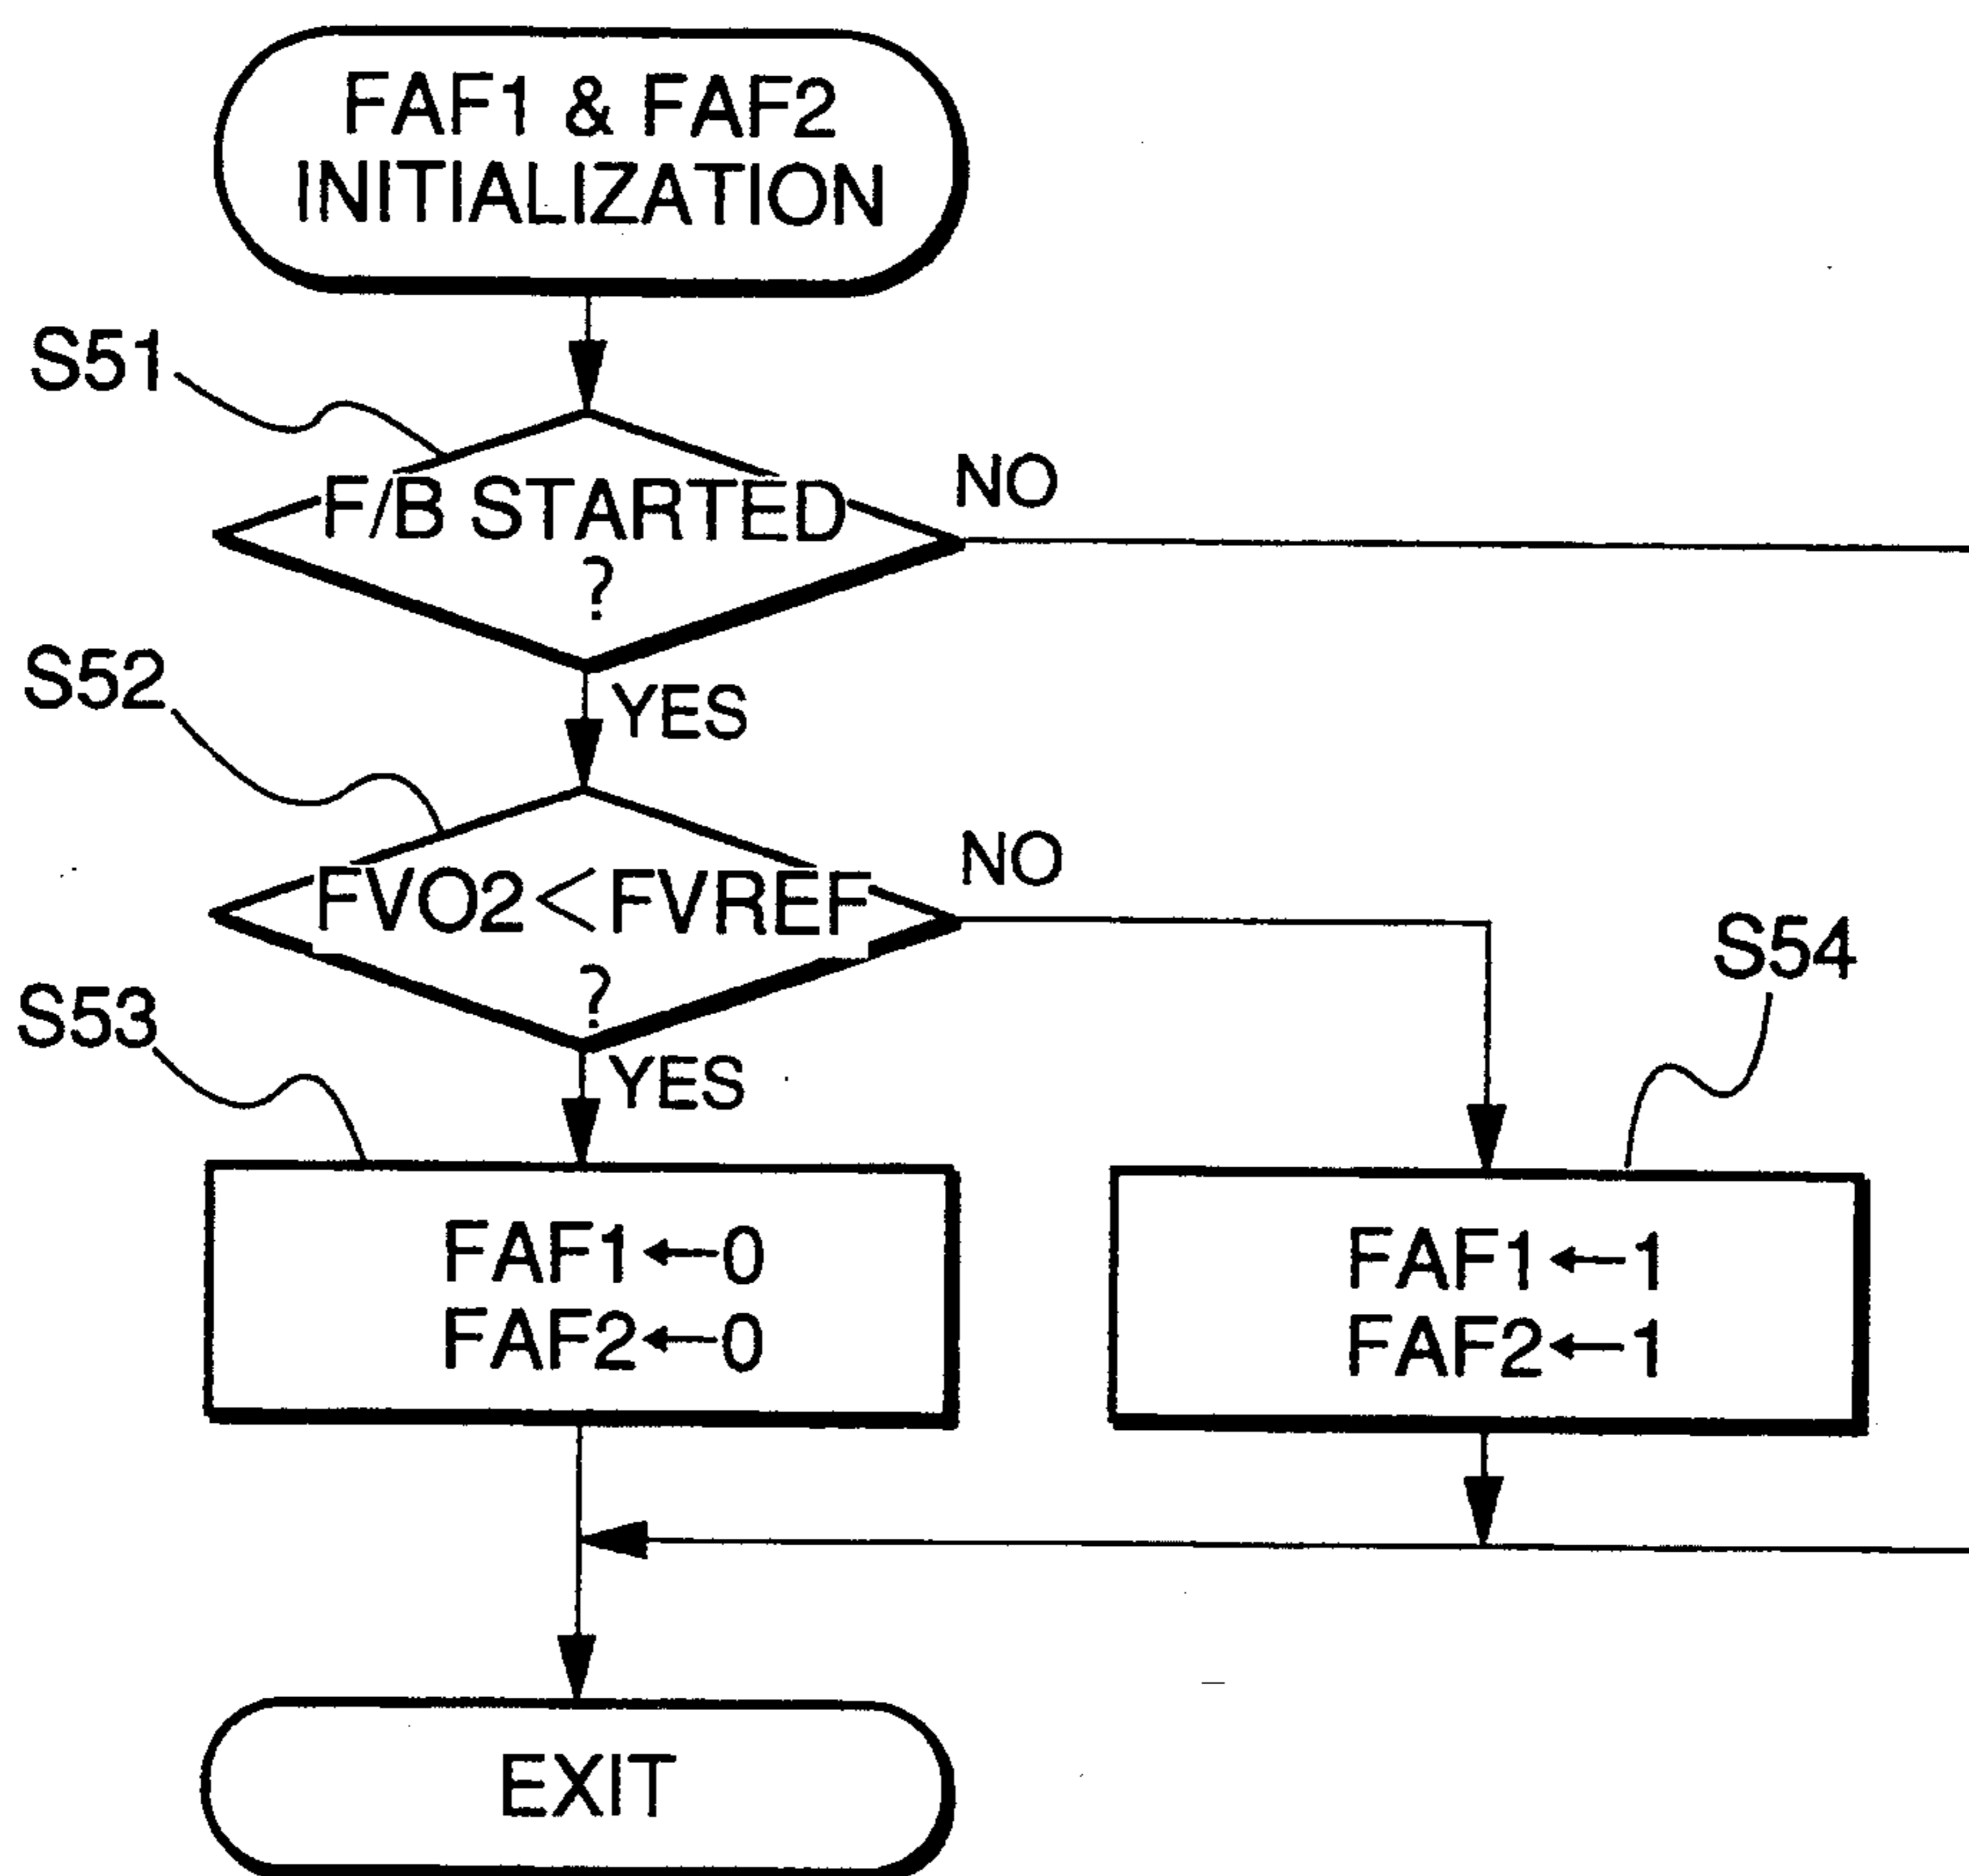 FAF1 & FAF2
INITIALIZATION
S51
F/B STARTED
?
NO
YES
S52
FVO2<FVREF
?
NO
YES
S53
FAF1←0
FAF2←0
S54
FAF1←1
FAF2←1
EXIT